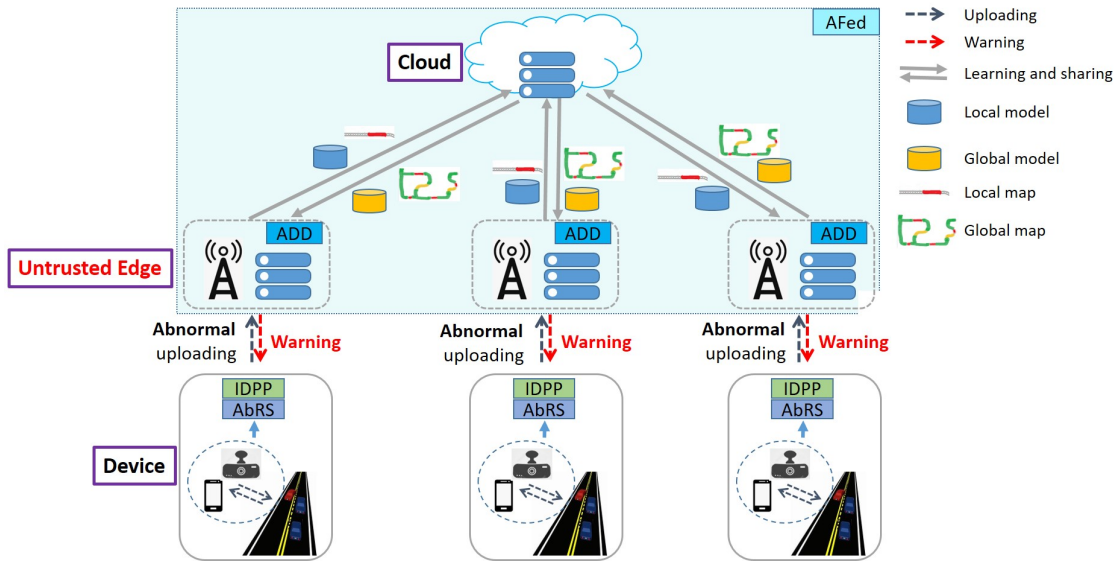 AFed
Uploading
Warning
Cloud
Learning and sharing
Local model
Global model
Local map
Global map
ADD
ADD
ADD
Untrusted Edge
Abnormal
uploading
Warning
Abnormal
uploading
Warning
Abnormal
uploading
Warning
IDPP
AbRS
IDPP
AbRS
IDPP
AbRS
Device